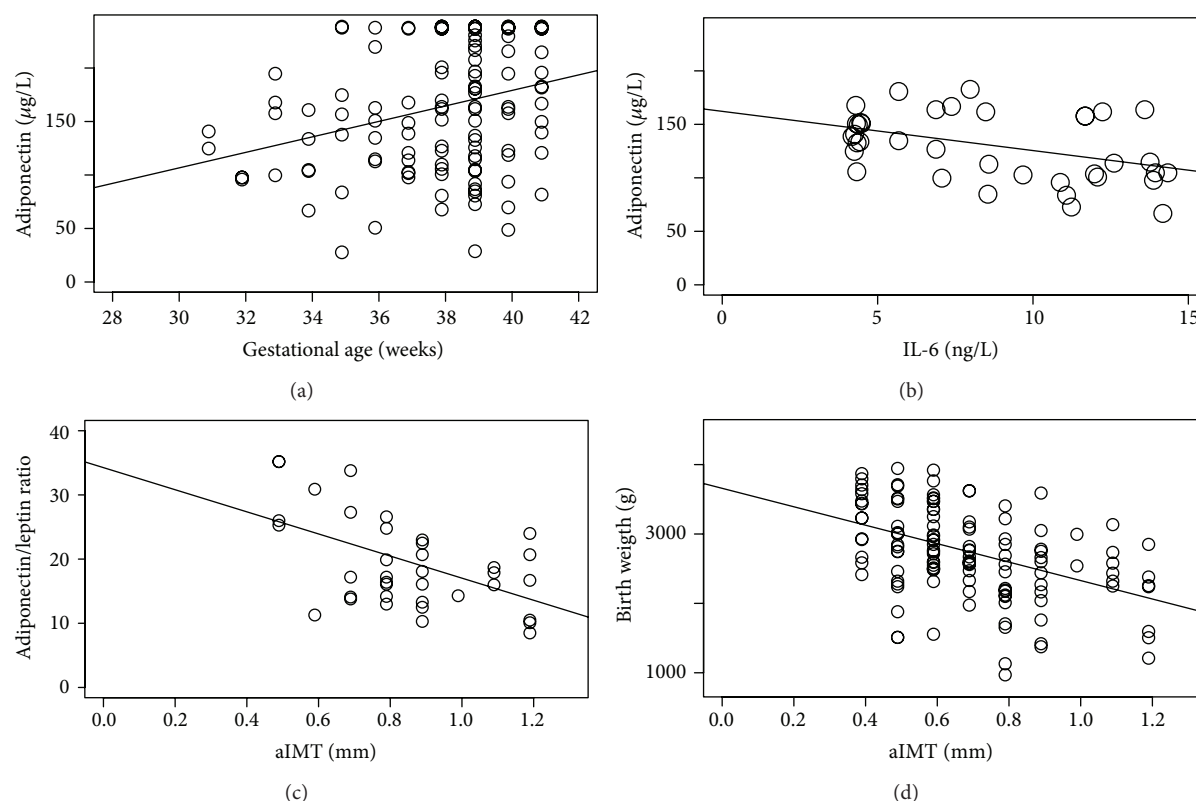 Adiponectin (μg/L)
150
50
0
28 30 32 34 36 38 40 42
Gestational age (weeks)
(a)
Adiponectin (μg/L)
150
50
0
0 5 10 15
IL-6 (ng/L)
(b)
Adiponectin/leptin ratio
40
30
20
10
0
0.0 0.2 0.4 0.6 0.8 1.0 1.2
aIMT (mm)
(c)
Birth weigth (g)
3000
1000
0.0 0.2 0.4 0.6 0.8 1.0 1.2
aIMT (mm)
(d)